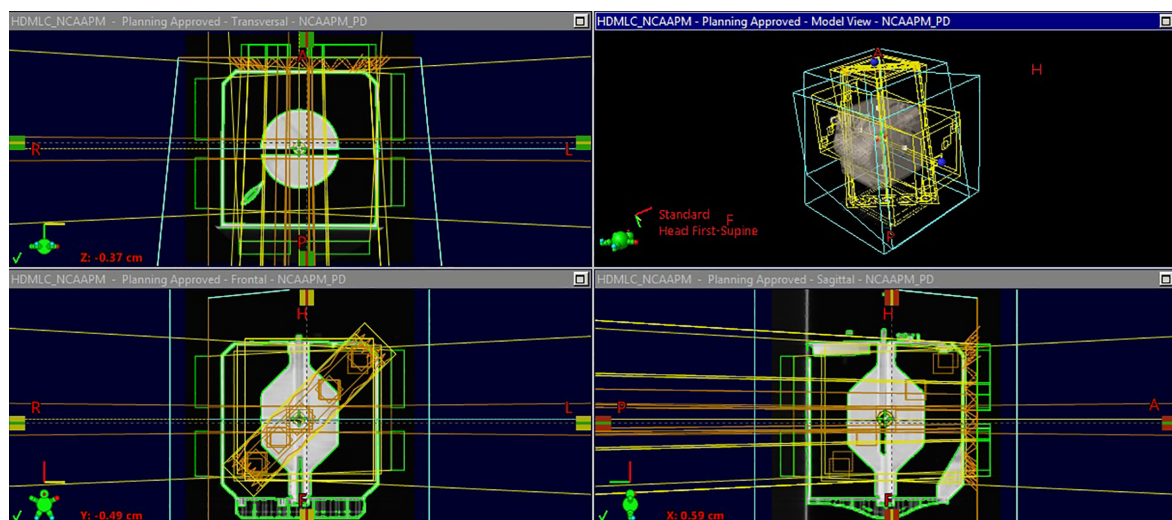 HDMLC_NCAAPM - Planning Approved - Transversal - NCAAPM_PD
A
R
L
P
Z: -0.37 cm
HDMLC_NCAAPM - Planning Approved - Model View - NCAAPM_PD
A
H
Standard
F
Head First-Supine
P
HDMLC_NCAAPM - Planning Approved - Frontal - NCAAPM_PD
H
R
L
F
Y: -0.49 cm
HDMLC_NCAAPM - Planning Approved - Sagittal - NCAAPM_PD
H
P
A
F
X: 0.59 cm